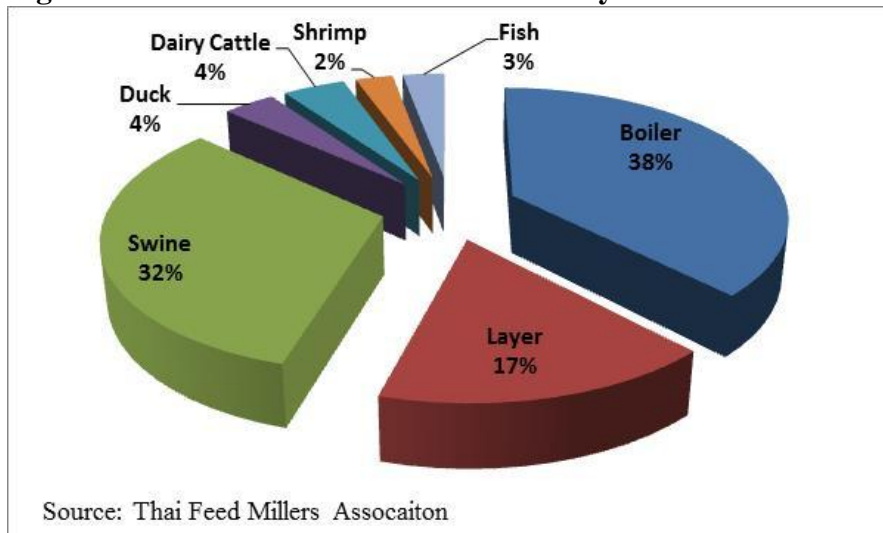 Dairy Cattle
4%
Shrimp
2%
Fish
3%
Duck
4%
Boiler
38%
Swine
32%
Layer
17%
Source: Thai Feed Millers Assocaiton